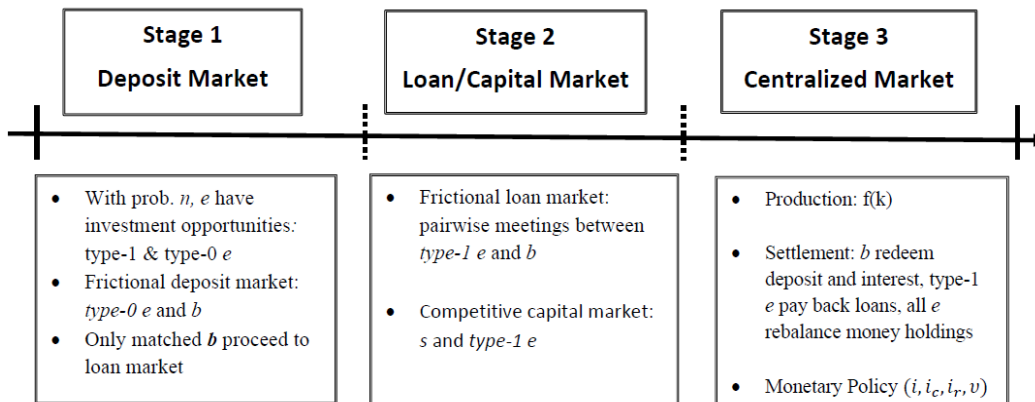 Stage 1
Deposit Market
Stage 2
Loan/Capital Market
Stage 3
Centralized Market
• With prob. n, e have
investment opportunities:
type-1 & type-0 e
• Frictional deposit market:
type-0 e and b
• Only matched b proceed to
loan market
• Frictional loan market:
pairwise meetings between
type-1 e and b
• Competitive capital market:
s and type-1 e
• Production: f(k)
• Settlement: b redeem
deposit and interest, type-1
e pay back loans, all e
rebalance money holdings
• Monetary Policy (i, i_c, i_r, υ)